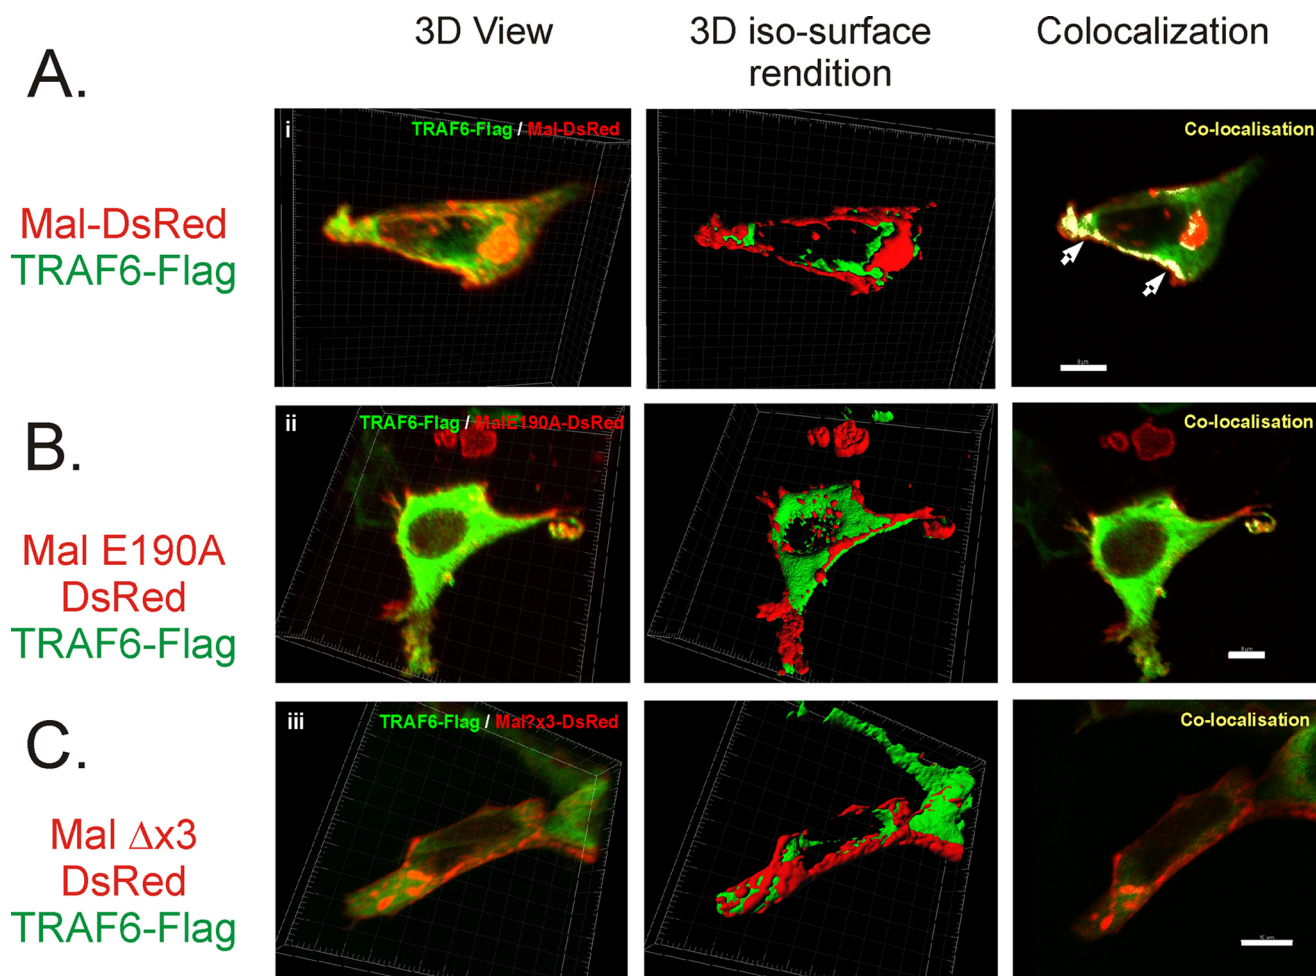 3D View
3D iso-surface
rendition
Colocalization
A.
Mal-DsRed
TRAF6-Flag
i
TRAF6-Flag / Mal-DsRed
Co-localisation
B.
Mal E190A
DsRed
TRAF6-Flag
ii
TRAF6-Flag / MalE190A-DsRed
Co-localisation
C.
Mal Δx3
DsRed
TRAF6-Flag
iii
TRAF6-Flag / Mal?x3-DsRed
Co-localisation